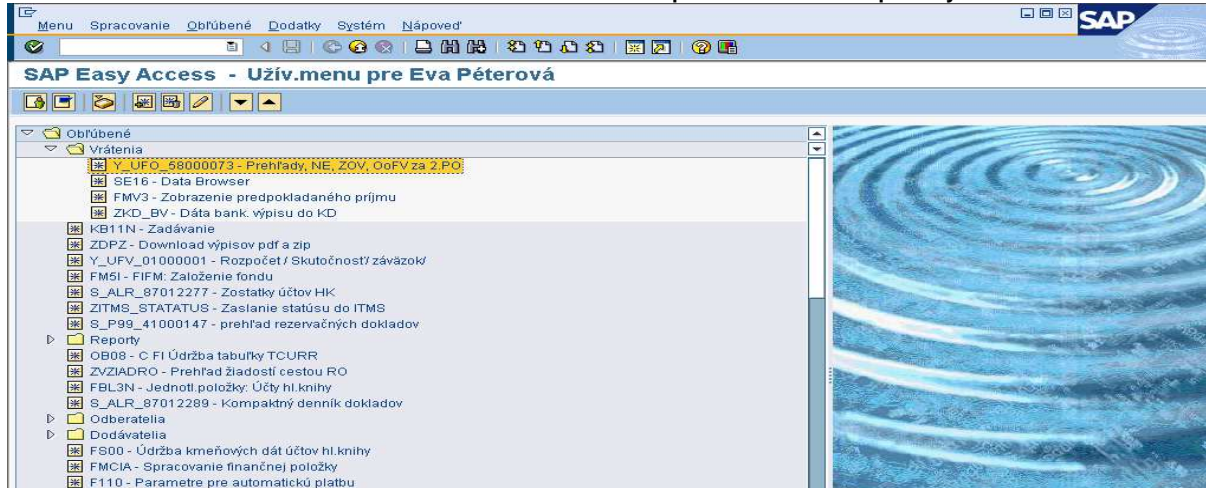 Menu Spracovanie Obľúbené Dodatky Systém Nápoveď
SAP
SAP Easy Access - Užív.menu pre Eva Péterová
Obľúbené
Vrátenia
Y_UFO_58000073 - Prehľady, NE, ZOV, OoFV za 2.PO
SE16 - Data Browser
FMV3 - Zobrazenie predpokladaného príjmu
ZKD_BV - Dáta bank. výpisu do KD
KB11N - Zadávanie
ZDPZ - Download výpisov pdf a zip
Y_UFV_01000001 - Rozpočet / Skutočnosť/ záväzok/
FM5I - FIFM: Založenie fondu
S_ALR_87012277 - Zostatky účtov HK
ZITMS_STATATUS - Zaslanie statúsu do ITMS
S_P99_41000147 - prehľad rezervačných dokladov
Reporty
OB08 - C FI Údržba tabuľky TCURR
ZVZIADRO - Prehľad žiadostí cestou RO
FBL3N - Jednotl.položky: Účty hl.knihy
S_ALR_87012289 - Kompaktný denník dokladov
Odberatelia
Dodávatelia
FS00 - Údržba kmeňových dát účtov hl.knihy
FMCIA - Spracovanie finančnej položky
F110 - Parametre pre automatickú platbu